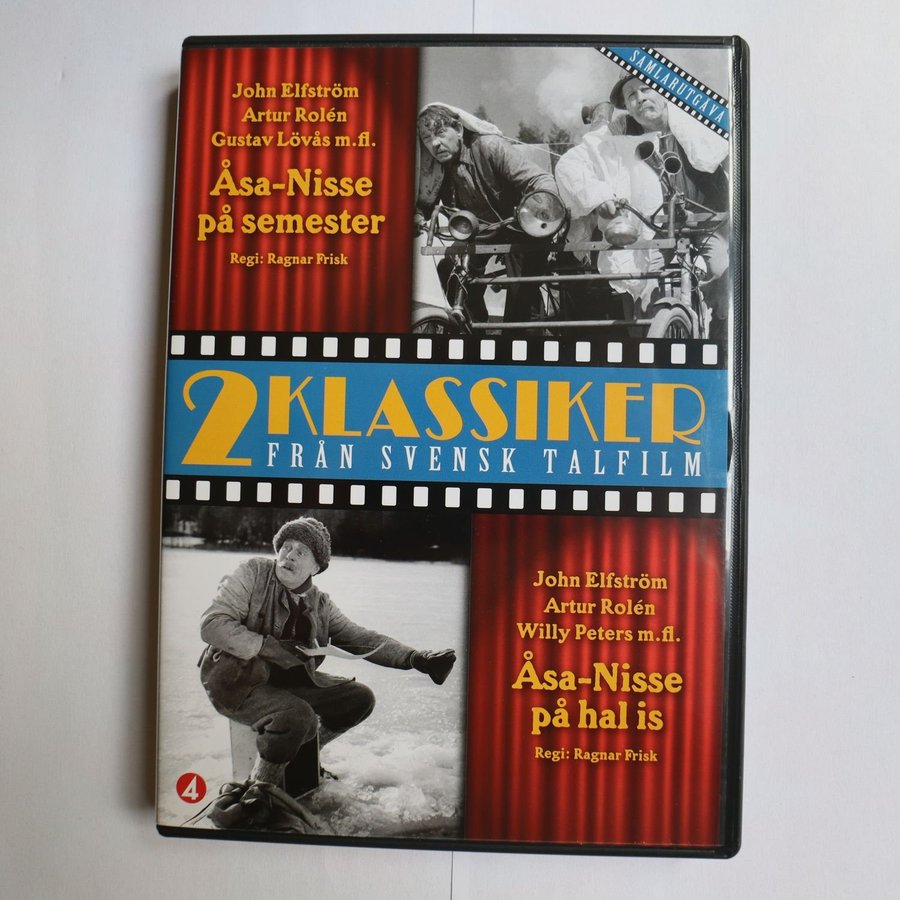 John Elfström
Artur Rolén
Gustav Lövås m.fl.
Åsa-Nisse
på semester
Regi: Ragnar Frisk
SAMLARUTGÅVA
2 KLASSIKER
FRÅN SVENSK TALFILM
John Elfström
Artur Rolén
Willy Peters m.fl.
Åsa-Nisse
på hal is
Regi: Ragnar Frisk
4